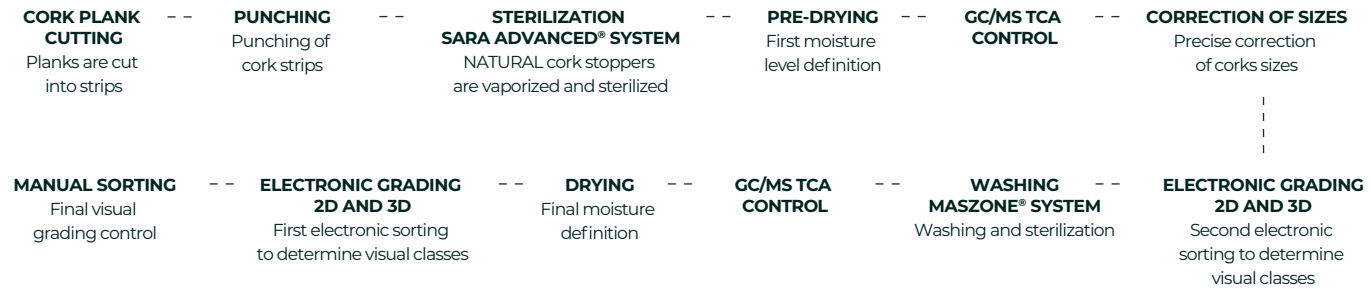 CORK PLANK
CUTTING
Planks are cut
into strips
PUNCHING
Punching of
cork strips
STERILIZATION
SARA ADVANCED® SYSTEM
NATURAL cork stoppers
are vaporized and sterilized
PRE-DRYING
First moisture
level definition
GC/MS TCA
CONTROL
CORRECTION OF SIZES
Precise correction
of corks sizes
MANUAL SORTING
Final visual
grading control
ELECTRONIC GRADING
2D AND 3D
First electronic sorting
to determine visual classes
DRYING
Final moisture
definition
GC/MS TCA
CONTROL
WASHING
MASZONE® SYSTEM
Washing and sterilization
ELECTRONIC GRADING
2D AND 3D
Second electronic
sorting to determine
visual classes